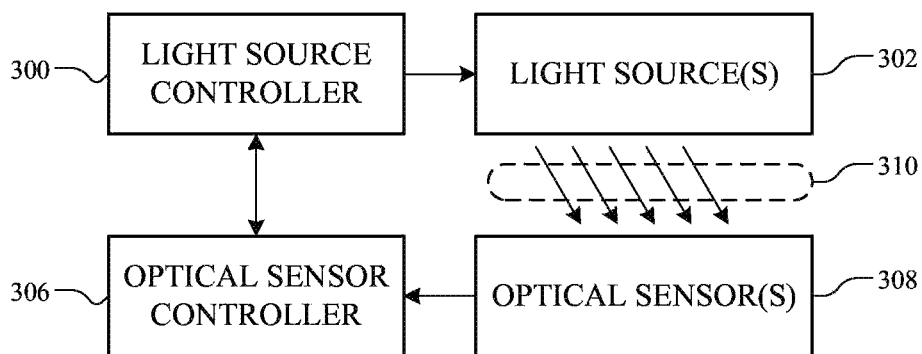 300
LIGHT SOURCE
CONTROLLER
LIGHT SOURCE(S)
302
310
306
OPTICAL SENSOR
CONTROLLER
OPTICAL SENSOR(S)
308